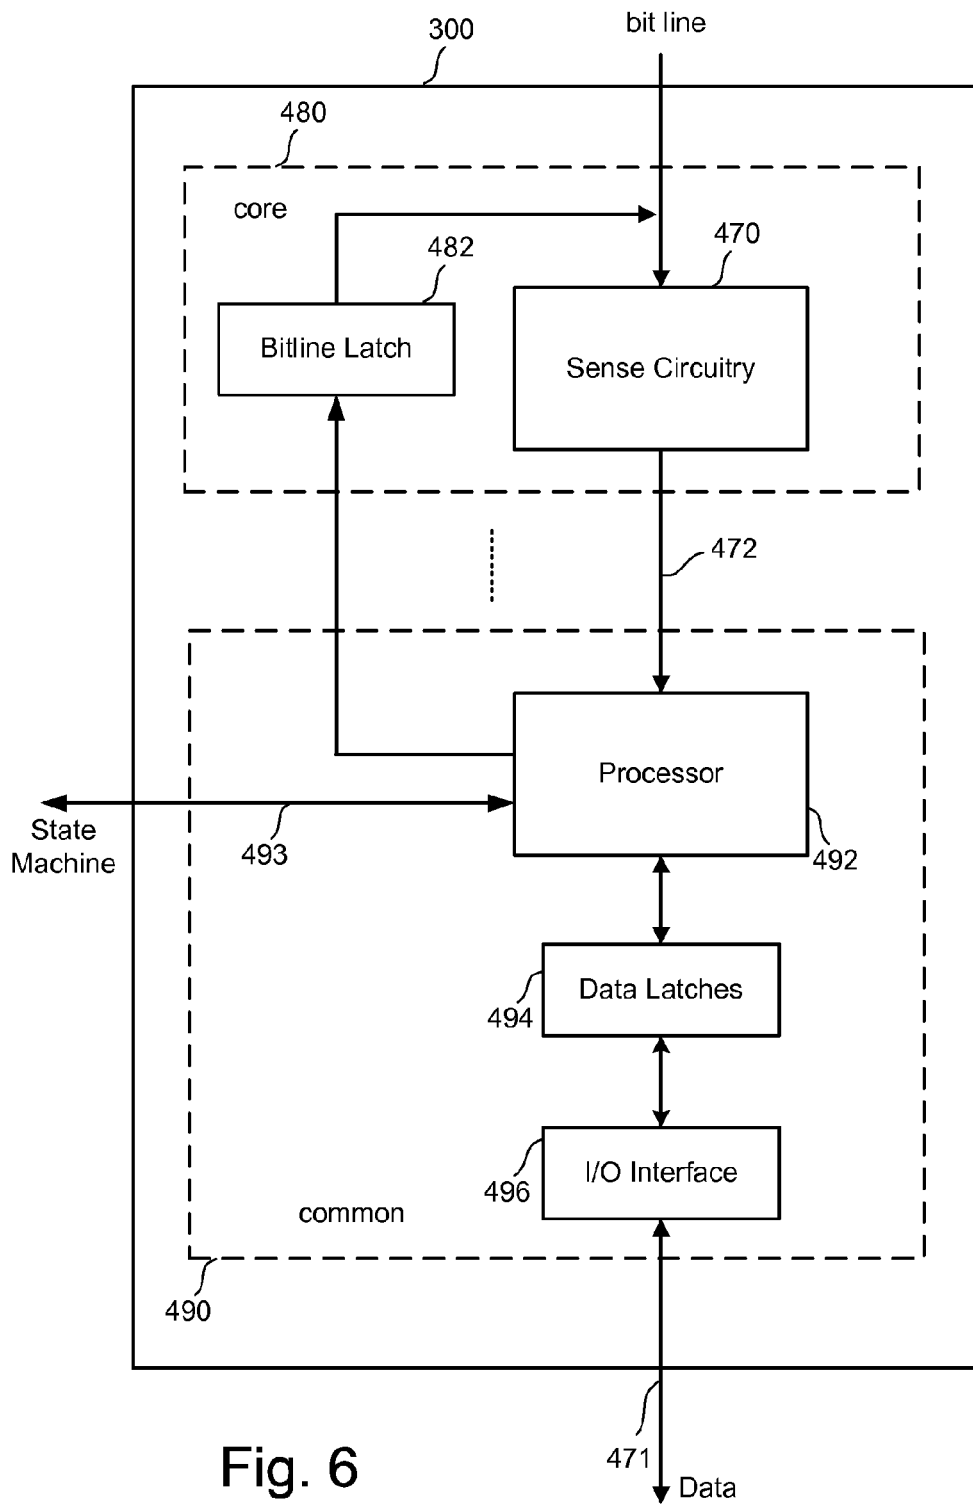 bit line
300
480
core
482
470
Bitline Latch
Sense Circuitry
472
Processor
State
Machine
493
492
Data Latches
494
I/O Interface
496
common
490
471
Data
Fig. 6